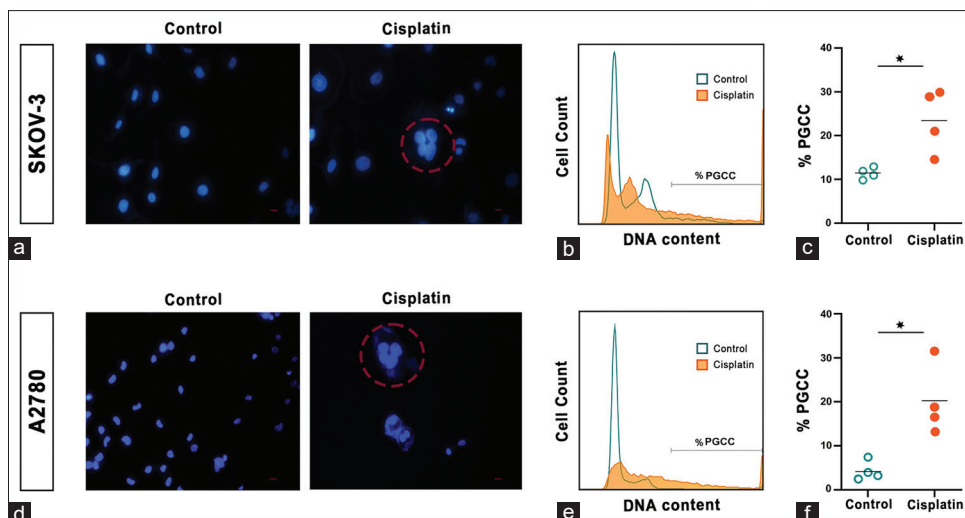 Control
Cisplatin
SKOV-3
a
Cell Count
Control
Cisplatin
% PGCC
DNA content
b
40
30
20
10
0
% PGCC
Control
Cisplatin
c
Control
Cisplatin
A2780
d
Cell Count
Control
Cisplatin
% PGCC
DNA content
e
40
30
20
10
0
% PGCC
Control
Cisplatin
f